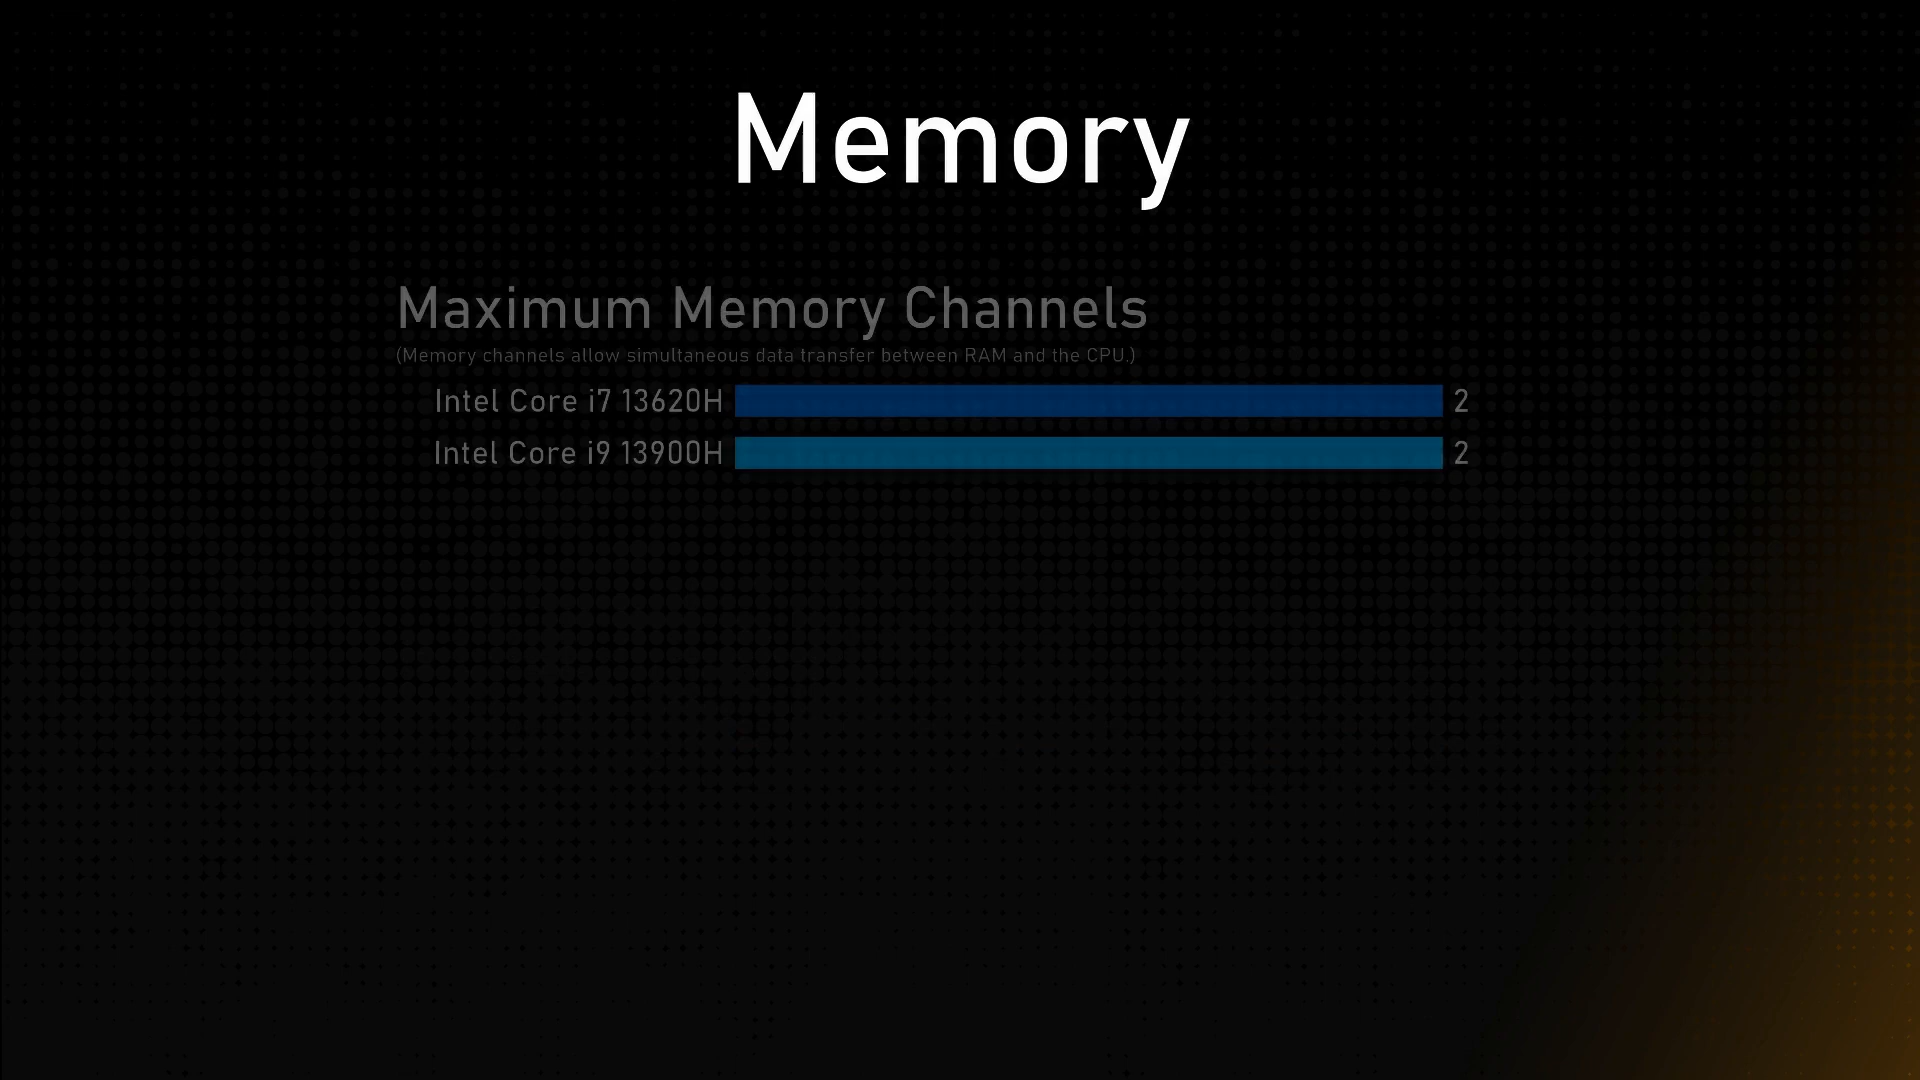 Memory
Maximum Memory Channels
(Memory channels allow simultaneous data transfer between RAM and the CPU.)
Intel Core i7 13620H 2
Intel Core i9 13900H 2